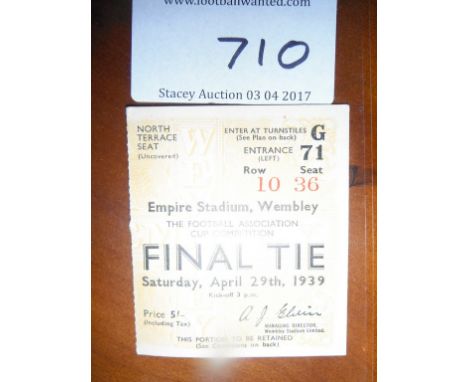 www.footballwanted.com
710
Stacey Auction 03 04 2017
NORTH
TERRACE
SEAT
(Uncovered)
ENTER AT TURNSTILES G
(See Plan on back)
ENTRANCE 71
(LEFT)
Row Seat
10 36
Empire Stadium, Wembley
THE FOOTBALL ASSOCIATION
CUP COMPETITION
FINAL TIE
Saturday, April 29th, 1939
Kick-off 3 p.m.
Price 5/-
(Including Tax)
A J Elvin
MANAGING DIRECTOR,
Wembley Stadium Limited.
THIS PORTION TO BE RETAINED
(See Conditions on back)